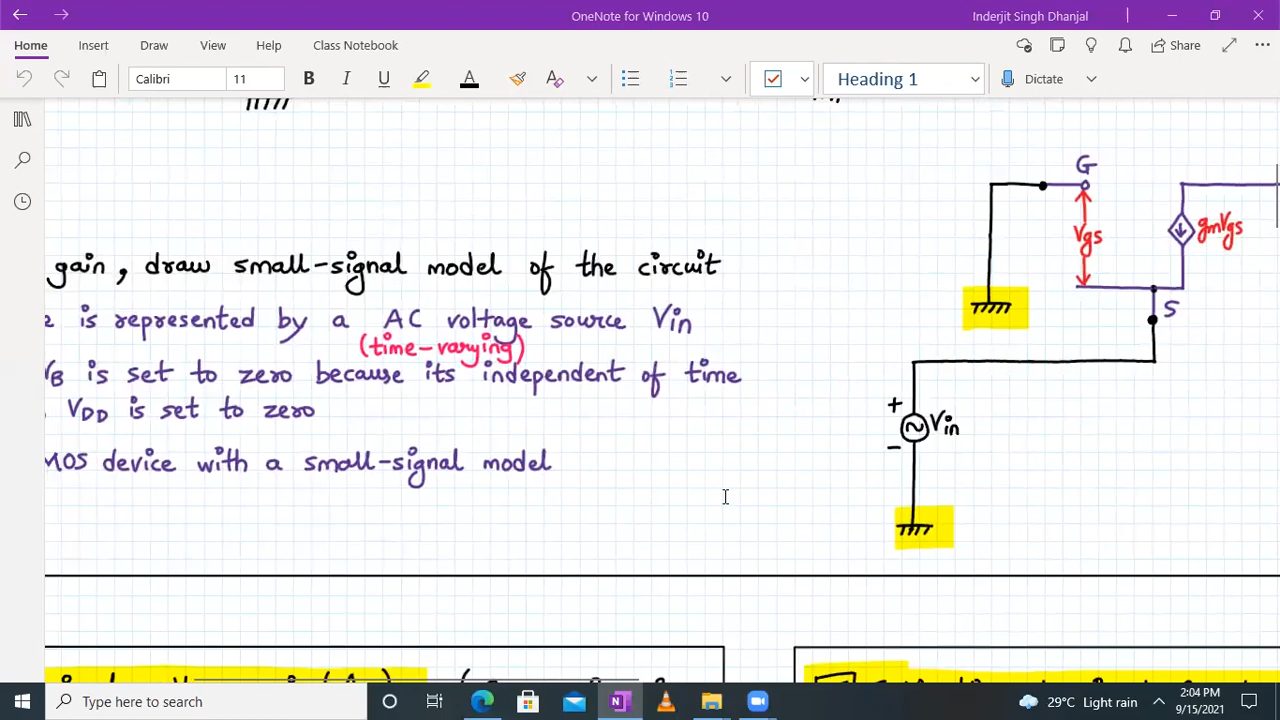 OneNote for Windows 10
Inderjit Singh Dhanjal
Home Insert Draw View Help Class Notebook
Share
Calibri 11 B I U A Heading 1 Dictate
gain, draw small-signal model of the circuit
is represented by a AC voltage source Vin
(time-varying)
VB is set to zero because its independent of time
VDD is set to zero
MOS device with a small-signal model
G
Vgs
gmVgs
S
+
Vin
-
Type here to search
29°C Light rain
2:04 PM
9/15/2021